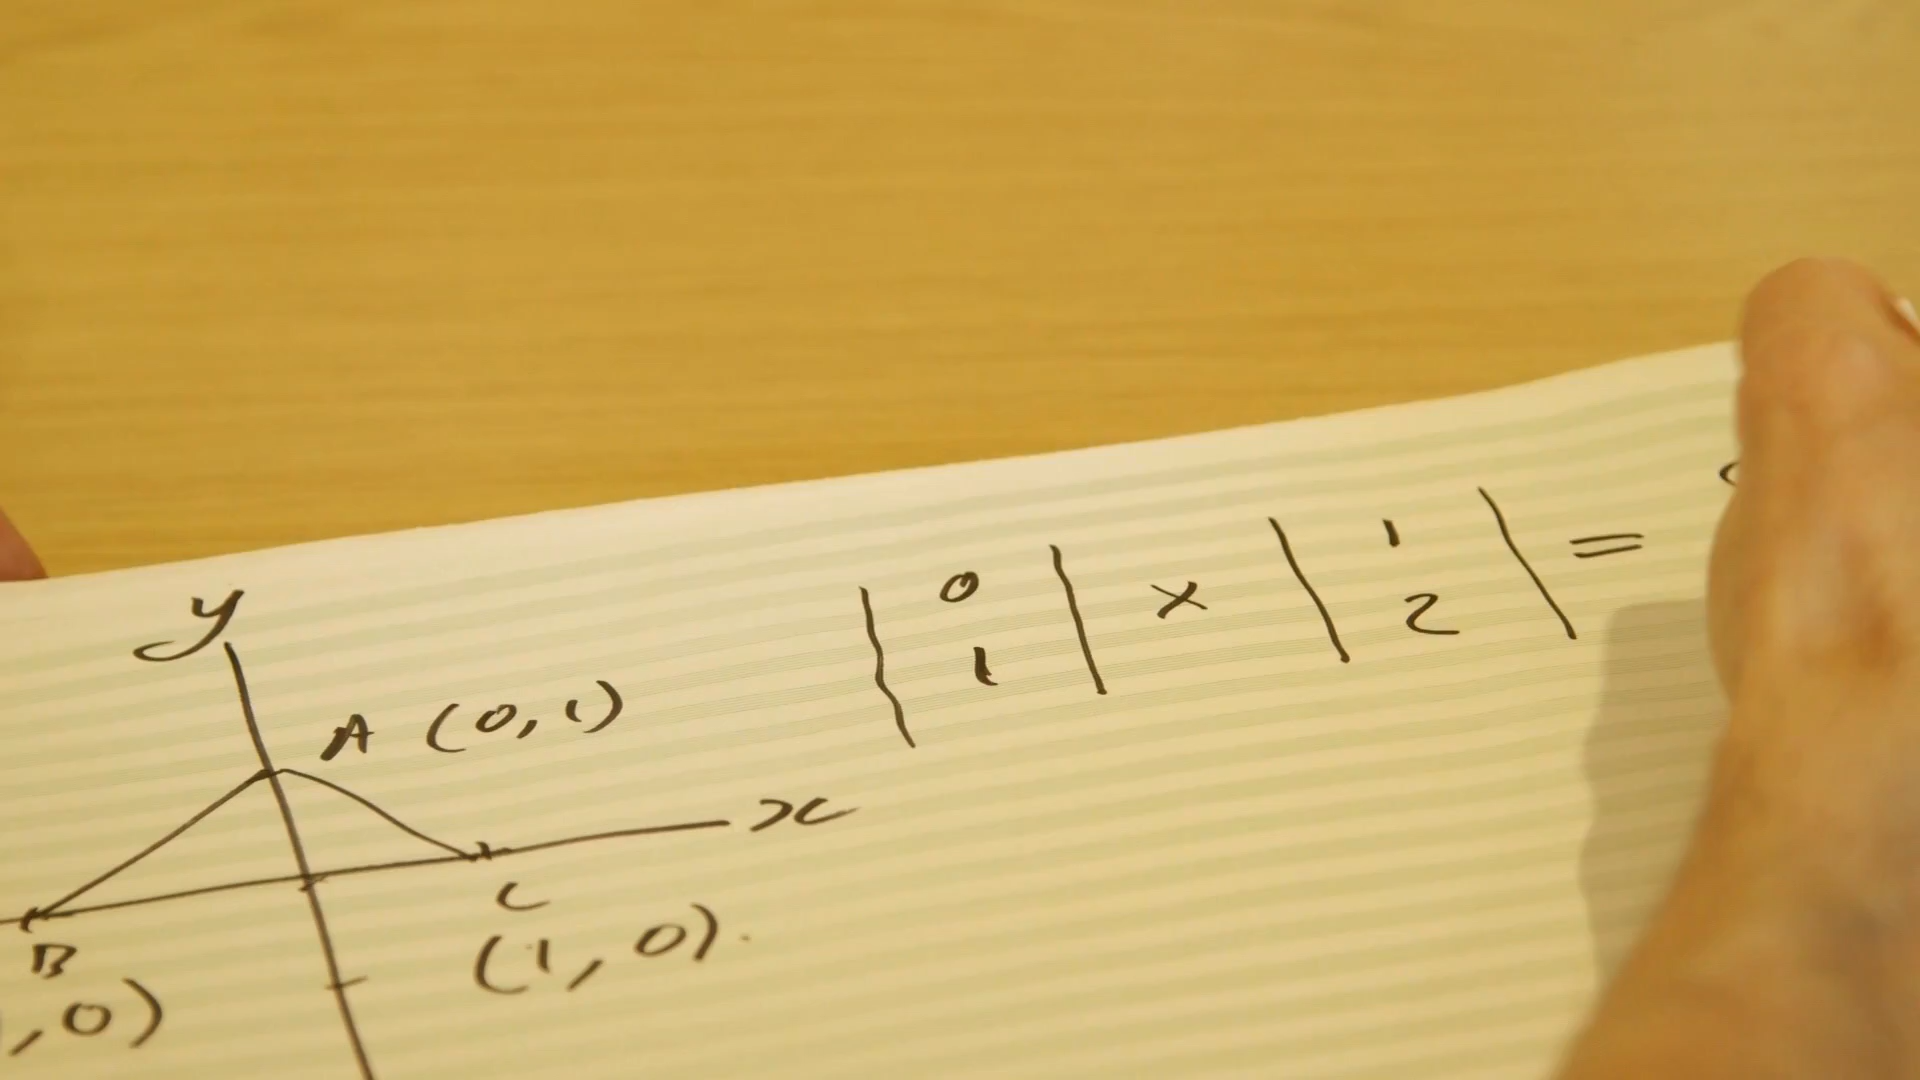 y
A (0,1)
x
B
,0)
C
(1,0).
| 0 | × | 1 | =
| 1 | | 2 |